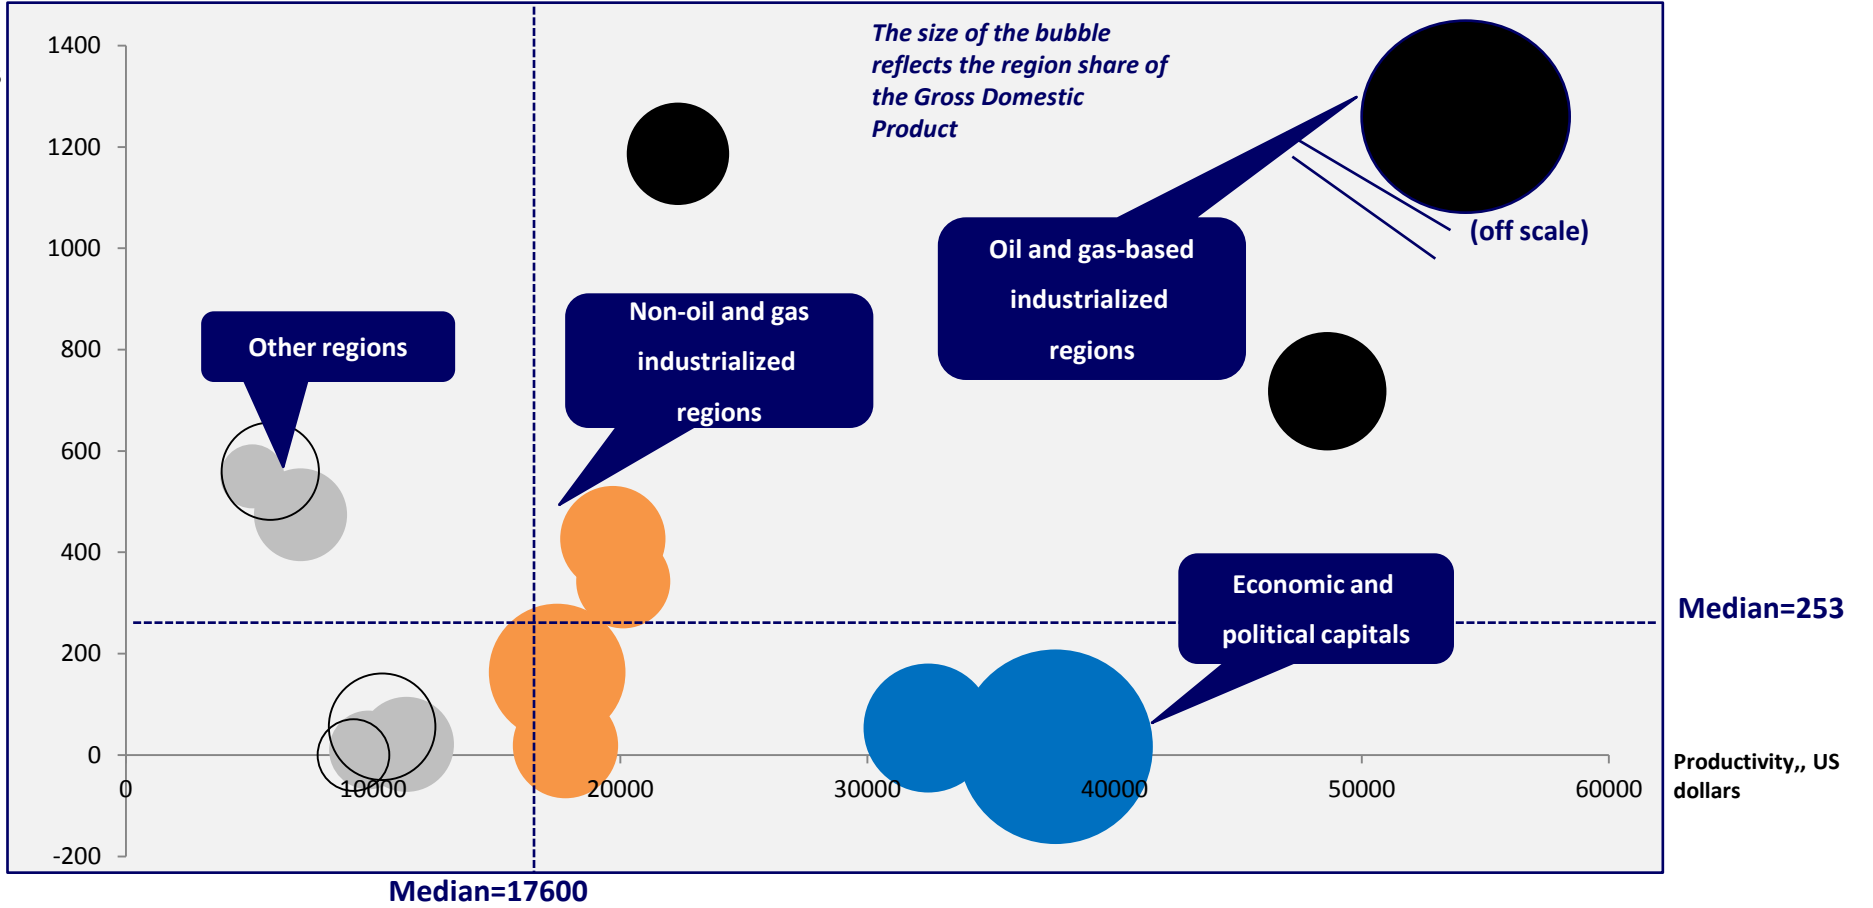 The size of the bubble
reflects the region share of
the Gross Domestic
Product
1400
1200
1000
800
600
400
200
0
-200
(off scale)
Oil and gas-based
industrialized
regions
Non-oil and gas
industrialized
regions
Other regions
Economic and
political capitals
Median=253
Productivity,, US
dollars
0
10000
20000
30000
40000
50000
60000
Median=17600